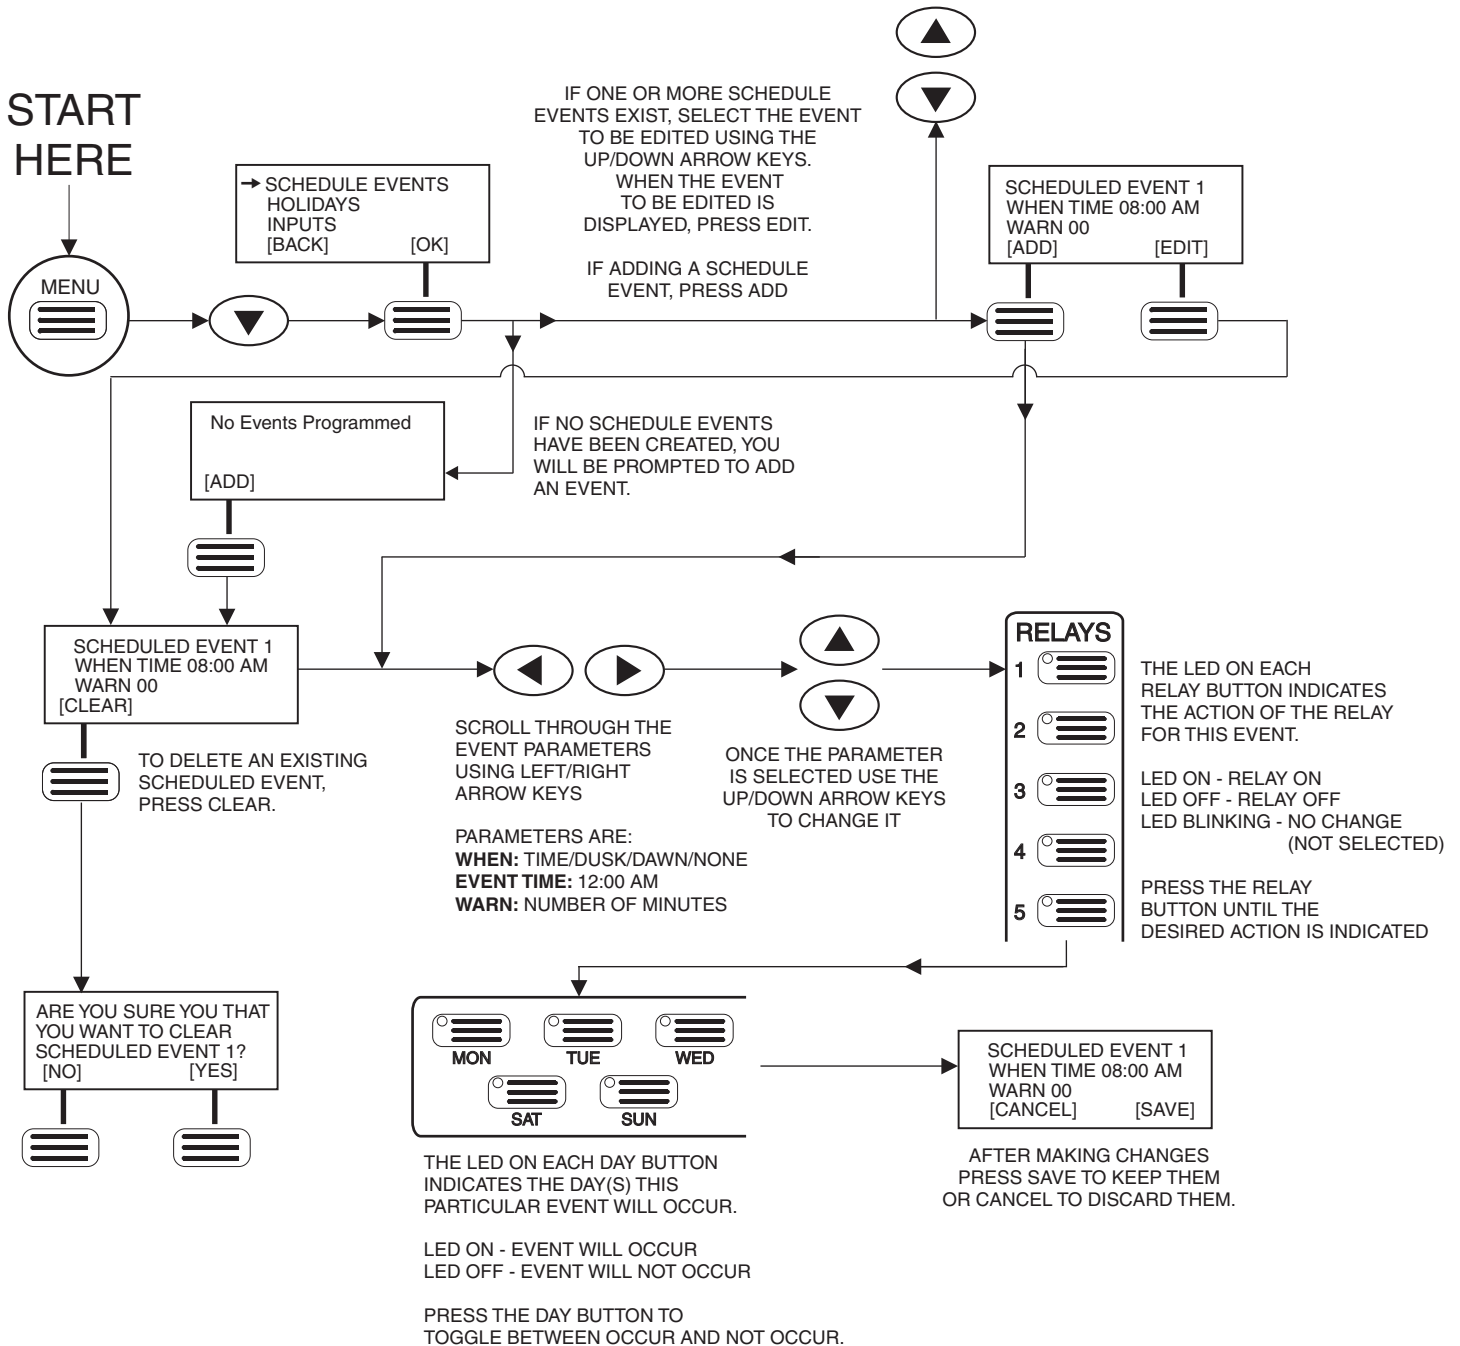 START
HERE
MENU
SCHEDULE EVENTS
HOLIDAYS
INPUTS
[BACK] [OK]
IF ONE OR MORE SCHEDULE
EVENTS EXIST, SELECT THE EVENT
TO BE EDITED USING THE
UP/DOWN ARROW KEYS.
WHEN THE EVENT
TO BE EDITED IS
DISPLAYED, PRESS EDIT.
IF ADDING A SCHEDULE
EVENT, PRESS ADD
SCHEDULED EVENT 1
WHEN TIME 08:00 AM
WARN 00
[ADD] [EDIT]
No Events Programmed
[ADD]
IF NO SCHEDULE EVENTS
HAVE BEEN CREATED, YOU
WILL BE PROMPTED TO ADD
AN EVENT.
SCHEDULED EVENT 1
WHEN TIME 08:00 AM
WARN 00
[CLEAR]
TO DELETE AN EXISTING
SCHEDULED EVENT,
PRESS CLEAR.
SCROLL THROUGH THE
EVENT PARAMETERS
USING LEFT/RIGHT
ARROW KEYS
PARAMETERS ARE:
WHEN: TIME/DUSK/DAWN/NONE
EVENT TIME: 12:00 AM
WARN: NUMBER OF MINUTES
ONCE THE PARAMETER
IS SELECTED USE THE
UP/DOWN ARROW KEYS
TO CHANGE IT
RELAYS
1
2
3
4
5
THE LED ON EACH
RELAY BUTTON INDICATES
THE ACTION OF THE RELAY
FOR THIS EVENT.
LED ON - RELAY ON
LED OFF - RELAY OFF
LED BLINKING - NO CHANGE
(NOT SELECTED)
PRESS THE RELAY
BUTTON UNTIL THE
DESIRED ACTION IS INDICATED
ARE YOU SURE YOU THAT
YOU WANT TO CLEAR
SCHEDULED EVENT 1?
[NO] [YES]
MON TUE WED
SAT SUN
THE LED ON EACH DAY BUTTON
INDICATES THE DAY(S) THIS
PARTICULAR EVENT WILL OCCUR.
LED ON - EVENT WILL OCCUR
LED OFF - EVENT WILL NOT OCCUR
PRESS THE DAY BUTTON TO
TOGGLE BETWEEN OCCUR AND NOT OCCUR.
SCHEDULED EVENT 1
WHEN TIME 08:00 AM
WARN 00
[CANCEL] [SAVE]
AFTER MAKING CHANGES
PRESS SAVE TO KEEP THEM
OR CANCEL TO DISCARD THEM.